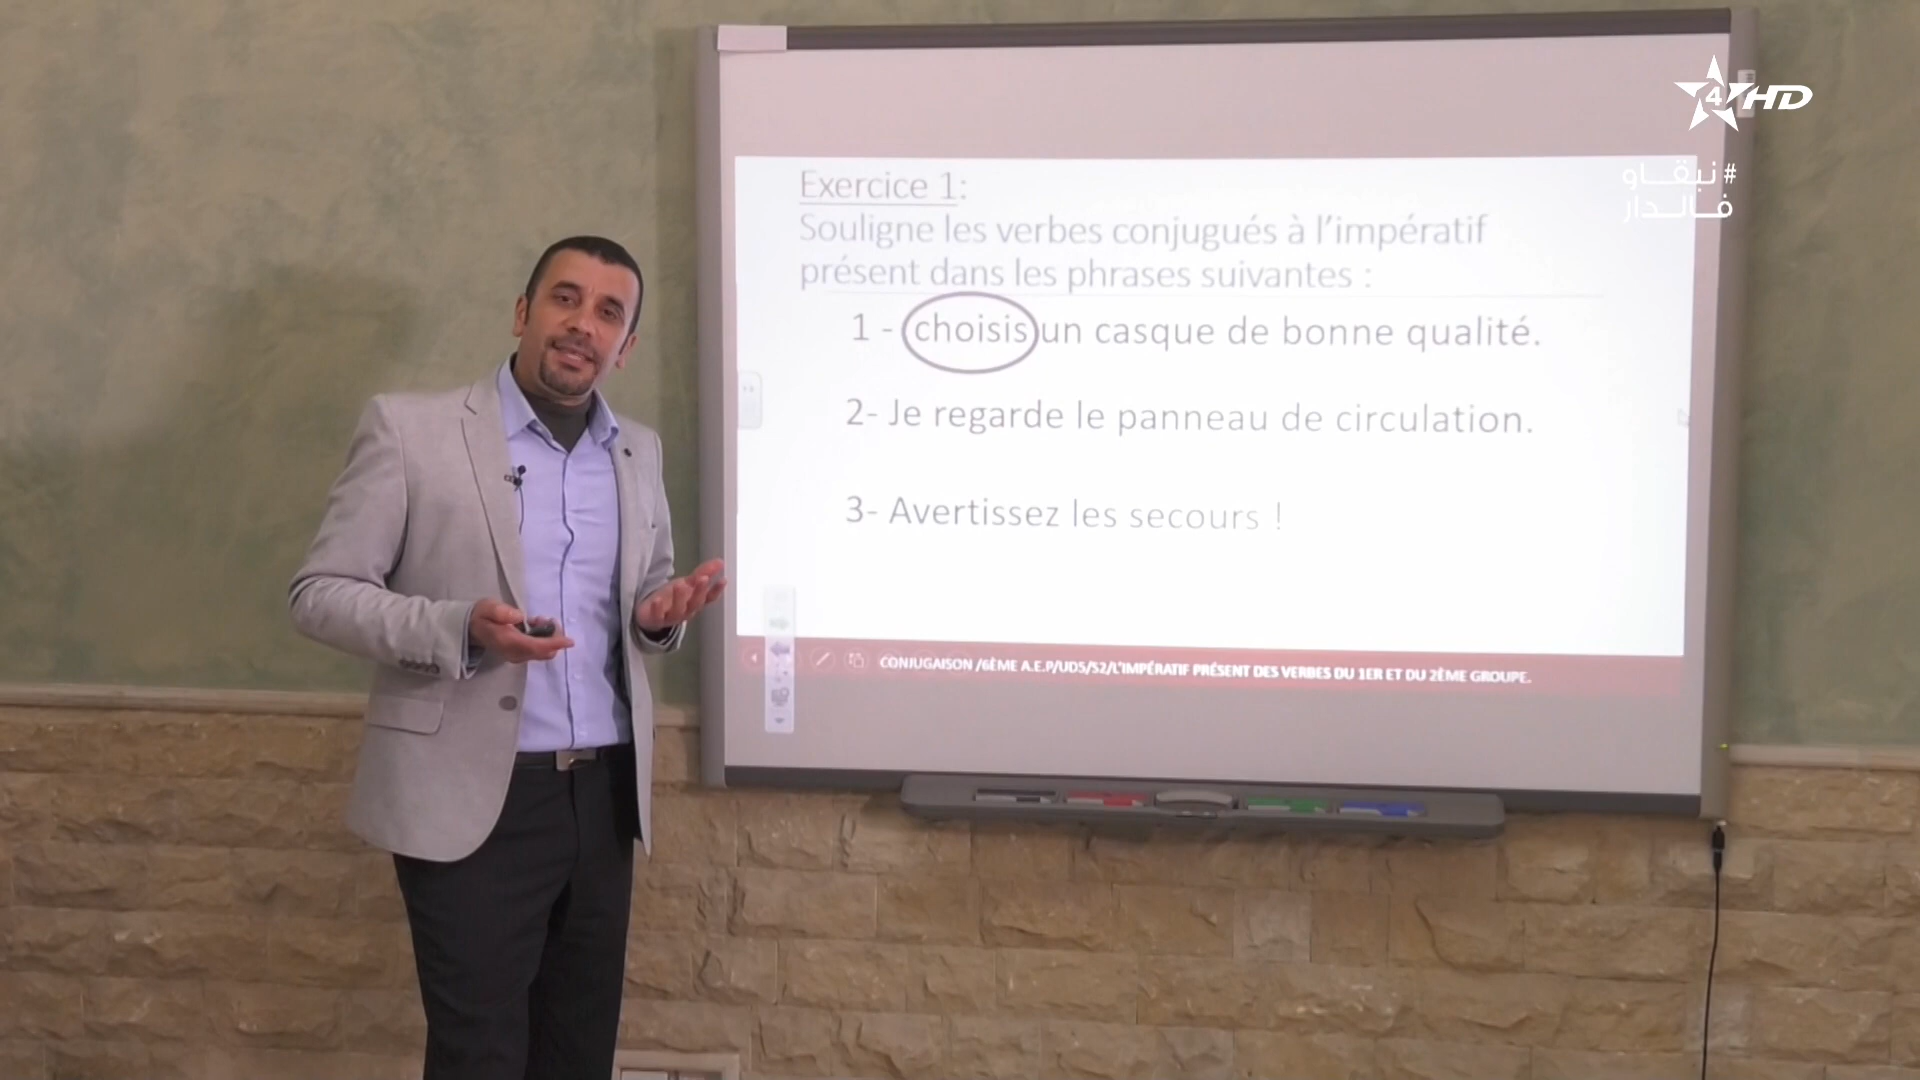 Exercice 1:
Souligne les verbes conjugués à l'impératif
présent dans les phrases suivantes :
1 - choisis un casque de bonne qualité.
2- Je regarde le panneau de circulation.
3- Avertissez les secours !
CONJUGAISON /6ÈME A.E.P/UD5/S2/L'IMPÉRATIF PRÉSENT DES VERBES DU 1ER ET DU 2ÈME GROUPE.
4 HD
#نبقاو
فالدار